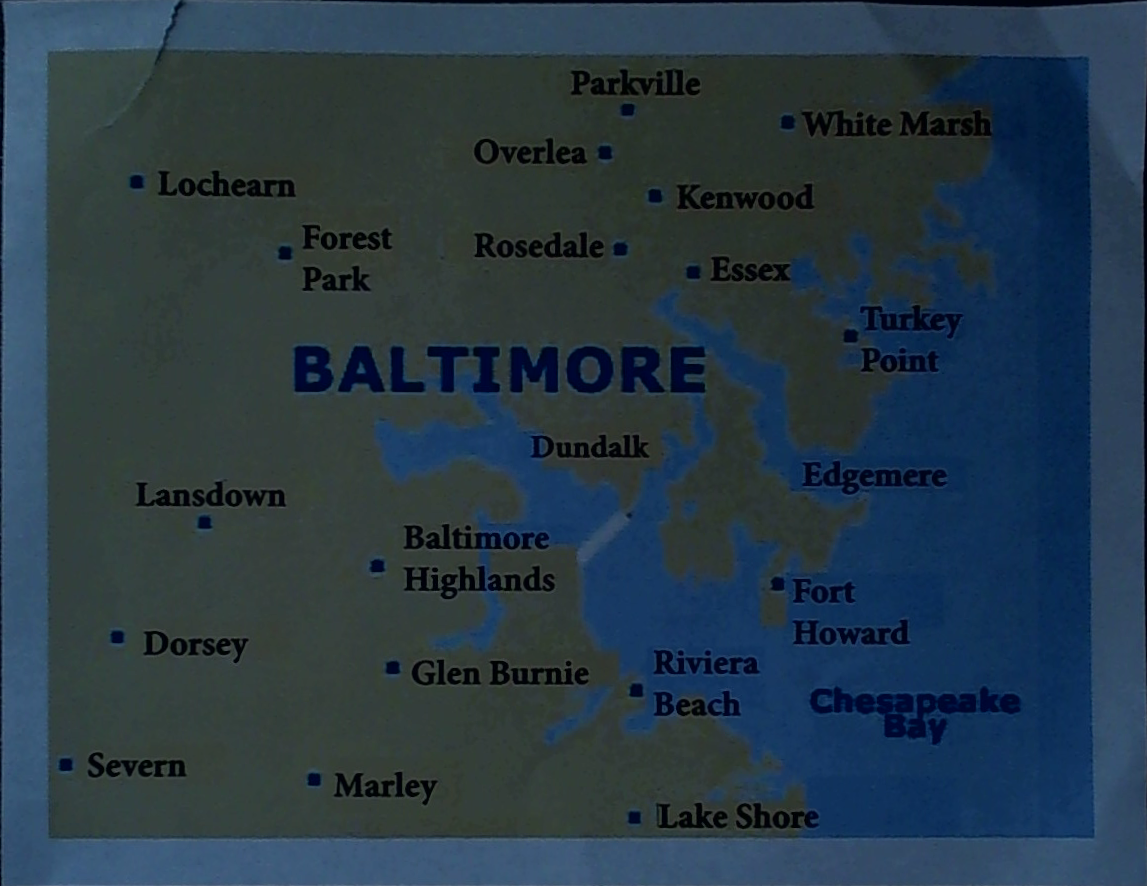 Parkville
White Marsh
Overlea
Lochearn
Kenwood
Forest
Park
Rosedale
Essex
Turkey
Point
BALTIMORE
Dundalk
Edgemere
Lansdown
Baltimore
Highlands
Fort
Howard
Dorsey
Glen Burnie
Riviera
Beach
Chesapeake
Bay
Severn
Marley
Lake Shore